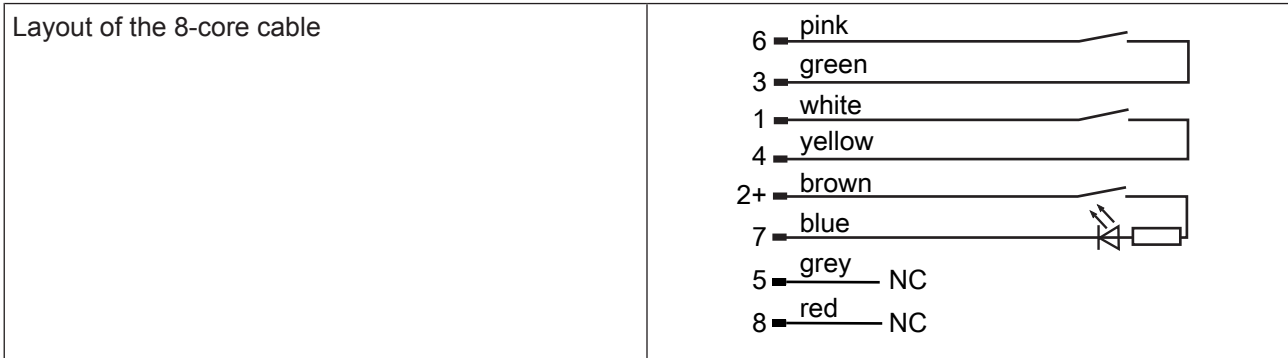 Layout of the 8-core cable
6 pink
3 green
1 white
4 yellow
2+ brown
7 blue
5 grey NC
8 red NC